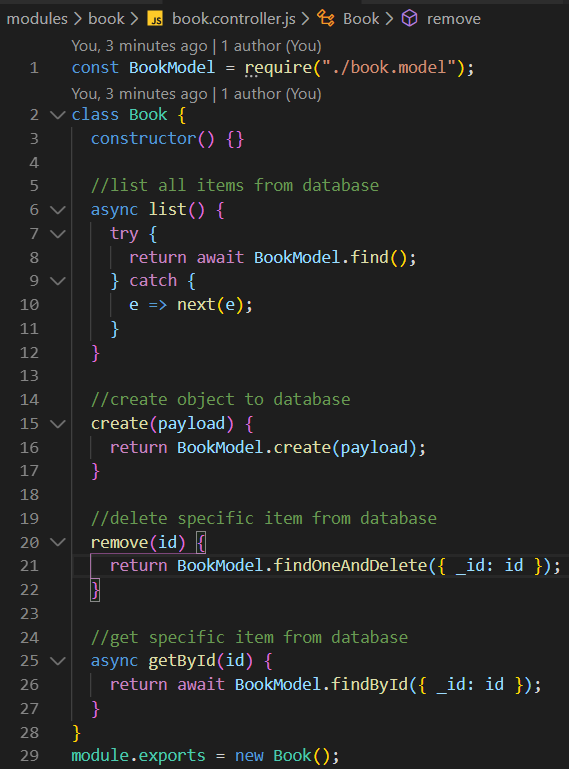 modules > book > JS book.controller.js > Book > remove
You, 3 minutes ago | 1 author (You)
1 const BookModel = require("./book.model");
You, 3 minutes ago | 1 author (You)
2 class Book {
3   constructor() {}
4
5   //list all items from database
6   async list() {
7     try {
8       return await BookModel.find();
9     } catch {
10       e => next(e);
11     }
12   }
13
14   //create object to database
15   create(payload) {
16     return BookModel.create(payload);
17   }
18
19   //delete specific item from database
20   remove(id) {
21     return BookModel.findOneAndDelete({ _id: id });
22   }
23
24   //get specific item from database
25   async getById(id) {
26     return await BookModel.findById({ _id: id });
27   }
28 }
29 module.exports = new Book();